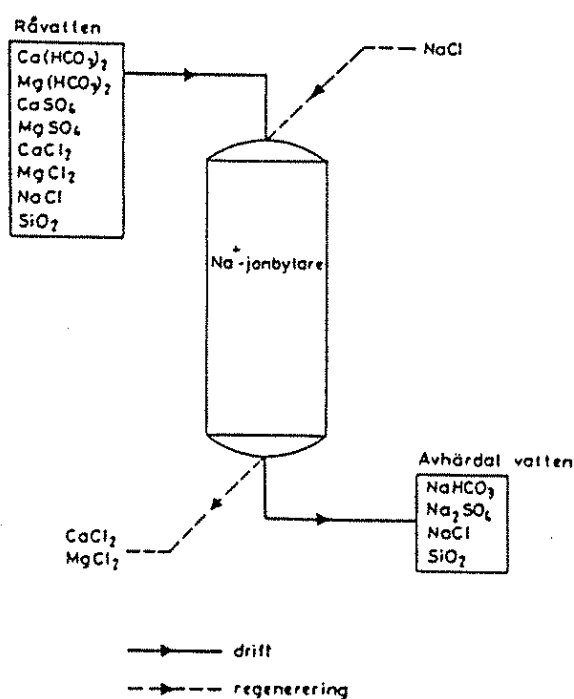 Råvatten
Ca(HCO₃)₂
Mg(HCO₃)₂
CaSO₄
MgSO₄
CaCl₂
MgCl₂
NaCl
SiO₂
NaCl
Na⁺-jonbytare
Avhärdat vatten
NaHCO₃
Na₂SO₄
NaCl
SiO₂
CaCl₂
MgCl₂
drift
regenerering